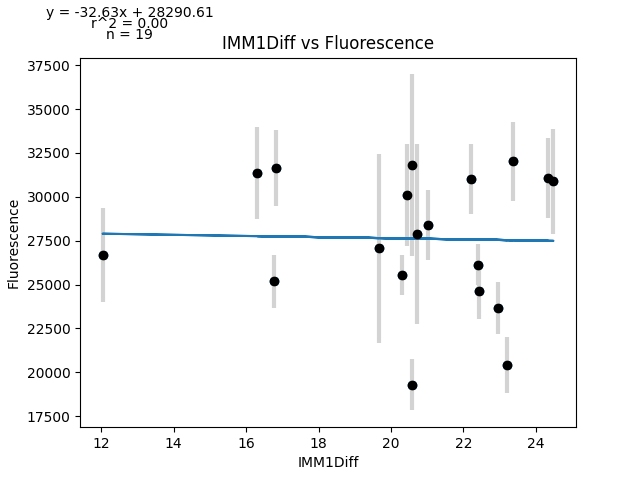 y = -32.63x + 28290.61
r^2 = 0.00
n = 19
IMM1Diff vs Fluorescence
37500
35000
32500
30000
27500
25000
22500
20000
17500
Fluorescence
12 14 16 18 20 22 24
IMM1Diff